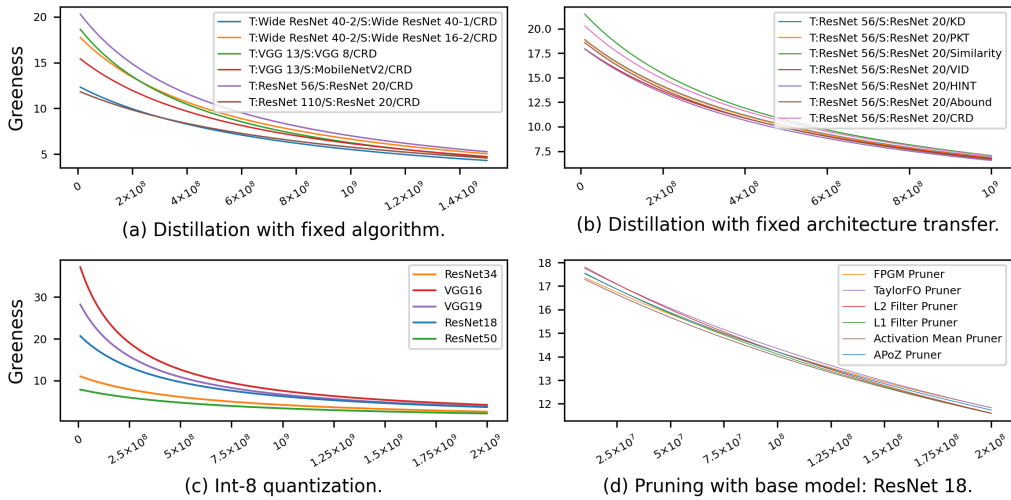 Greeness
20
15
10
5
T:Wide ResNet 40-2/S:Wide ResNet 40-1/CRD
T:Wide ResNet 40-2/S:Wide ResNet 16-2/CRD
T:VGG 13/S:VGG 8/CRD
T:VGG 13/S:MobileNetV2/CRD
T:ResNet 56/S:ResNet 20/CRD
T:ResNet 110/S:ResNet 20/CRD
0 2×10⁸ 4×10⁸ 6×10⁸ 8×10⁸ 10⁹ 1.2×10⁹ 1.4×10⁹
(a) Distillation with fixed algorithm.
20.0
17.5
15.0
12.5
10.0
7.5
T:ResNet 56/S:ResNet 20/KD
T:ResNet 56/S:ResNet 20/PKT
T:ResNet 56/S:ResNet 20/Similarity
T:ResNet 56/S:ResNet 20/VID
T:ResNet 56/S:ResNet 20/HINT
T:ResNet 56/S:ResNet 20/Abound
T:ResNet 56/S:ResNet 20/CRD
0 2×10⁸ 4×10⁸ 6×10⁸ 8×10⁸ 10⁹
(b) Distillation with fixed architecture transfer.
Greeness
30
20
10
ResNet34
VGG16
VGG19
ResNet18
ResNet50
0 2.5×10⁸ 5×10⁸ 7.5×10⁸ 10⁹ 1.25×10⁹ 1.5×10⁹ 1.75×10⁹ 2×10⁹
(c) Int-8 quantization.
18
17
16
15
14
13
12
FPGM Pruner
TaylorFO Pruner
L2 Filter Pruner
L1 Filter Pruner
Activation Mean Pruner
APoZ Pruner
2.5×10⁷ 5×10⁷ 7.5×10⁷ 10⁸ 1.25×10⁸ 1.5×10⁸ 1.75×10⁸ 2×10⁸
(d) Pruning with base model: ResNet 18.